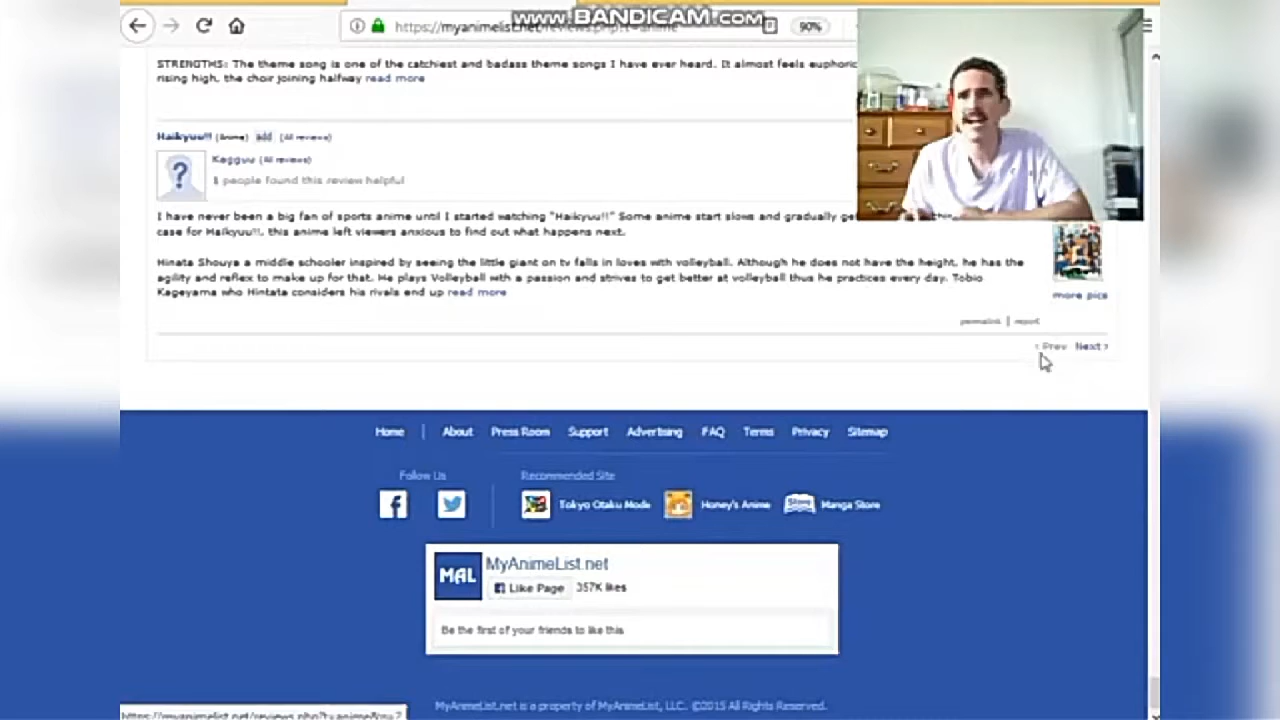 www.BANDICAM.com
https://myanimelist.net/reviews.php?t=anime
90%
STRENGTHS: The theme song is one of the catchiest and badass theme songs I have ever heard. It almost feels euphoric
rising high, the choir joining halfway read more
Haikyuu!! (Anime) add (All reviews)
Kagguu (All reviews)
people found this review helpful
I have never been a big fan of sports anime until I started watching "Haikyuu!!" Some anime start slows and gradually
case for Haikyuu!!, this anime left viewers anxious to find out what happens next.
Hinata Shouya a middle schooler inspired by seeing the little giant on tv falls in loves with volleyball. Although he does not have the height, he has the
agility and reflex to make up for that. He plays Volleyball with a passion and strives to get better at volleyball thus he practices every day. Tobio
Kageyama who Hintata considers his rivals end up read more
more pics
permalink | report
< Prev Next >
Home | About Press Room Support Advertising FAQ Terms Privacy Sitemap
Follow Us Recommended Site
Tokyo Otaku Mode Honey's Anime Manga Store
MAL MyAnimeList.net
Like Page 357K likes
Be the first of your friends to like this
MyAnimeList.net is a property of MyAnimeList, LLC. ©2015 All Rights Reserved.